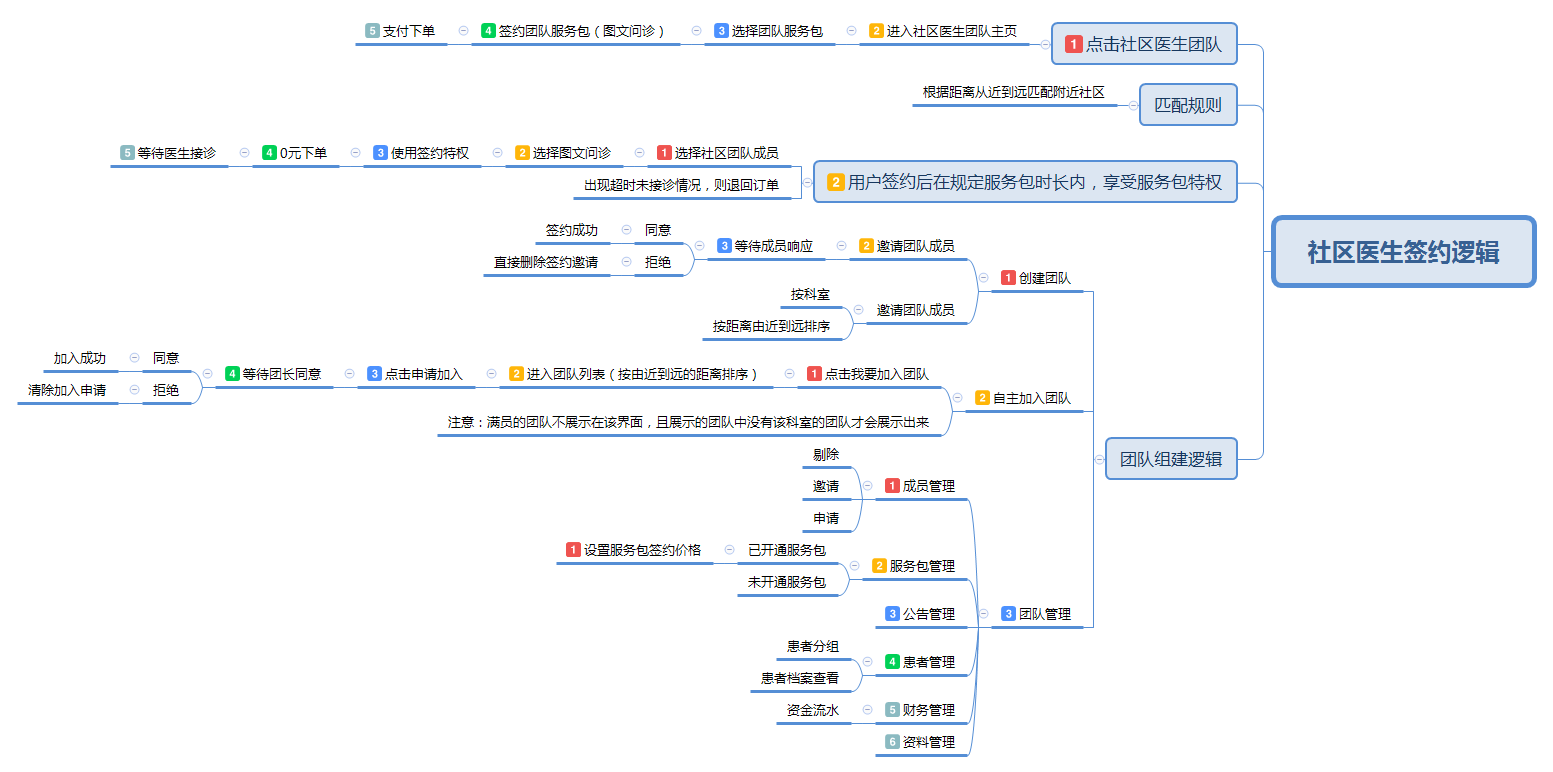 社区医生签约逻辑
1 点击社区医生团队
2 进入社区医生团队主页
3 选择团队服务包
4 签约团队服务包（图文问诊）
5 支付下单
匹配规则
根据距离从近到远匹配附近社区
2 用户签约后在规定服务包时长内，享受服务包特权
1 选择社区团队成员
2 选择图文问诊
3 使用签约特权
4 0元下单
5 等待医生接诊
出现超时未接诊情况，则退回订单
团队组建逻辑
1 创建团队
2 邀请团队成员
3 等待成员响应
同意
签约成功
拒绝
直接删除签约邀请
邀请团队成员
按科室
按距离由近到远排序
2 自主加入团队
1 点击我要加入团队
2 进入团队列表（按由近到远的距离排序）
3 点击申请加入
4 等待团长同意
同意
加入成功
拒绝
清除加入申请
注意：满员的团队不展示在该界面，且展示的团队中没有该科室的团队才会展示出来
3 团队管理
1 成员管理
剔除
邀请
申请
2 服务包管理
已开通服务包
1 设置服务包签约价格
未开通服务包
3 公告管理
4 患者管理
患者分组
患者档案查看
5 财务管理
资金流水
6 资料管理